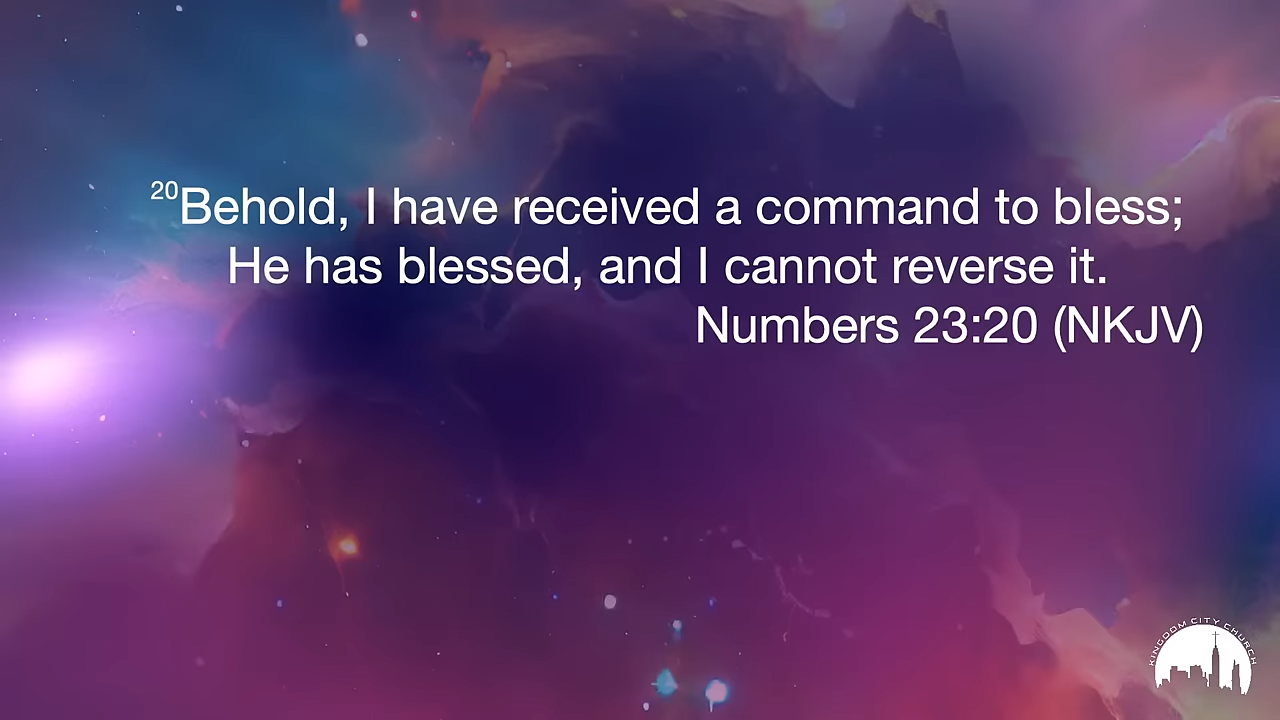 20Behold, I have received a command to bless;
He has blessed, and I cannot reverse it.
Numbers 23:20 (NKJV)
KINGDOM CITY CHURCH